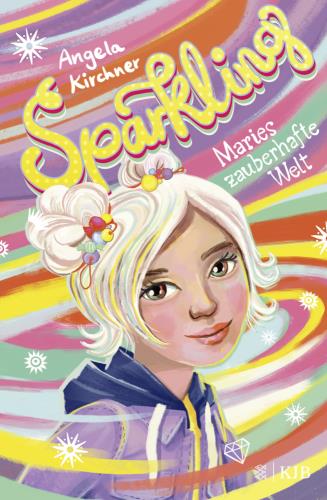 Angela
Kirchner
Sparkling
Maries
zauberhafte
Welt
KJB